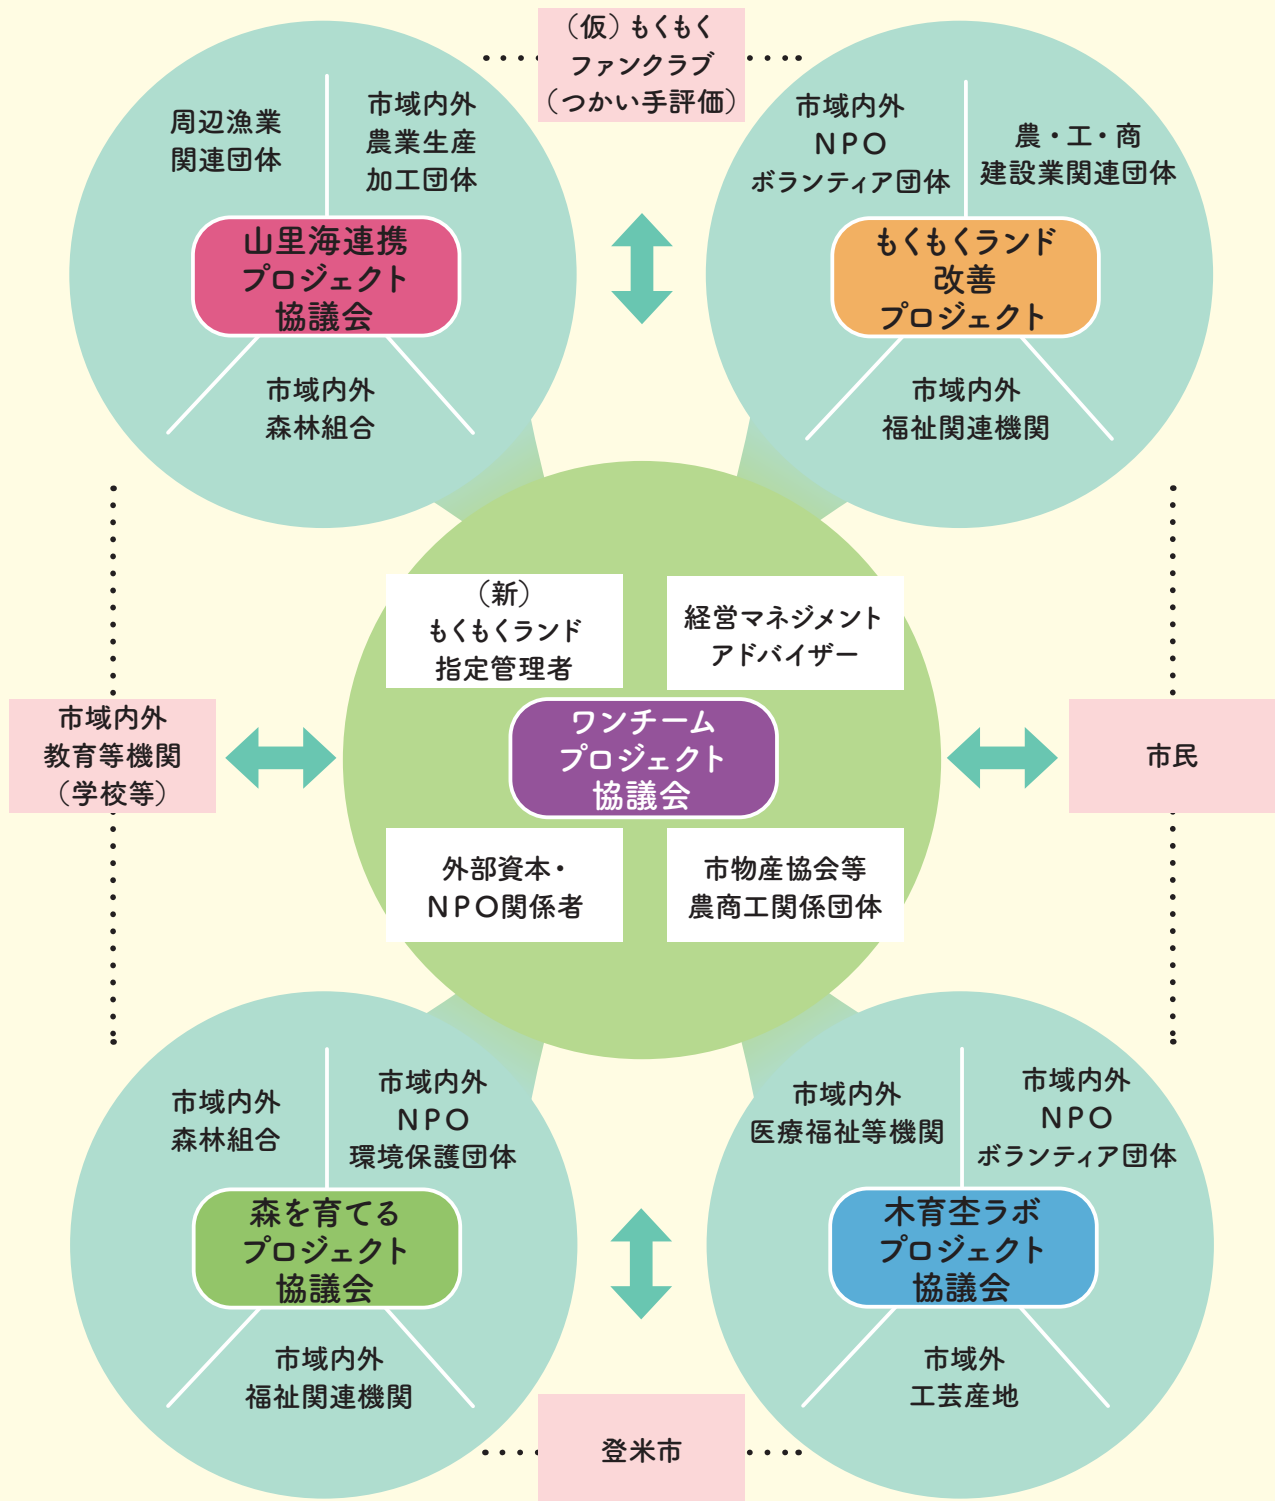 (仮)もくもく
ファンクラブ
(つかい手評価)
周辺漁業
関連団体
市域内外
農業生産
加工団体
山里海連携
プロジェクト
協議会
市域内外
森林組合
市域内外
NPO
ボランティア団体
農・工・商
建設業関連団体
もくもくランド
改善
プロジェクト
市域内外
福祉関連機関
(新)
もくもくランド
指定管理者
経営マネジメント
アドバイザー
市域内外
教育等機関
(学校等)
ワンチーム
プロジェクト
協議会
市民
外部資本・
NPO関係者
市物産協会等
農商工関係団体
市域内外
森林組合
市域内外
NPO
環境保護団体
森を育てる
プロジェクト
協議会
市域内外
福祉関連機関
市域内外
医療福祉等機関
市域内外
NPO
ボランティア団体
木育杢ラボ
プロジェクト
協議会
市域外
工芸産地
登米市